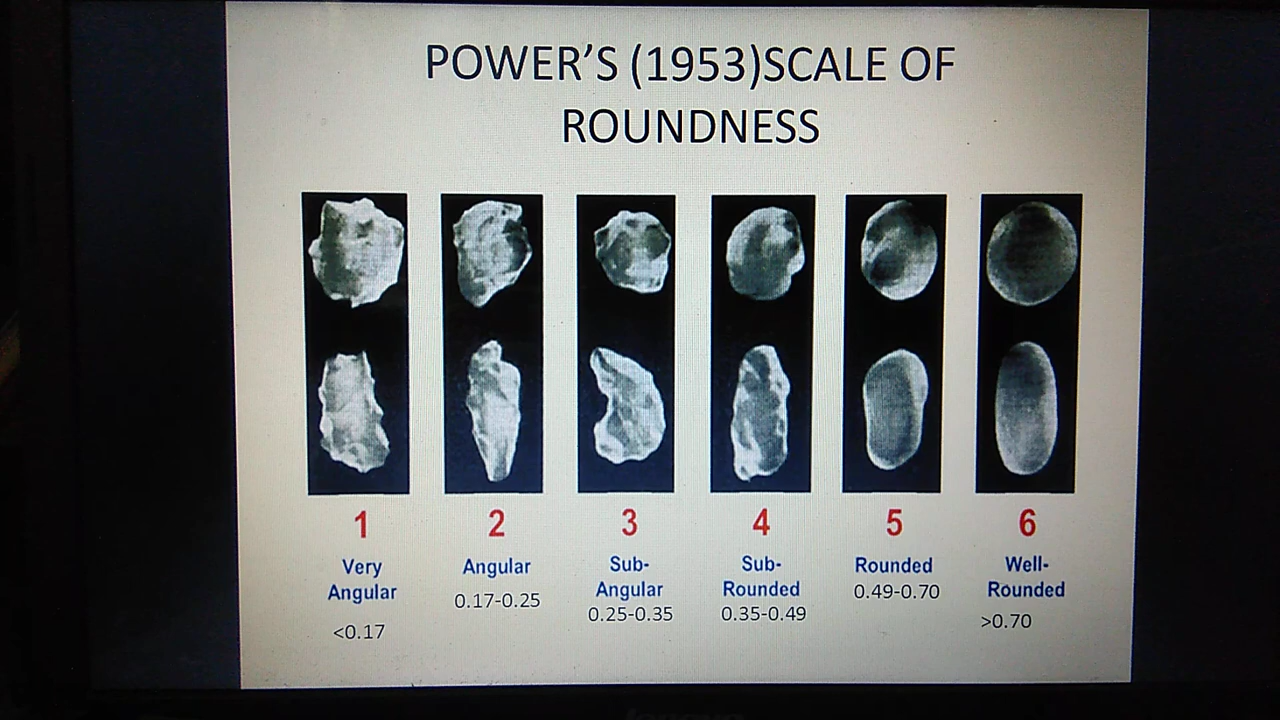 POWER'S (1953)SCALE OF
ROUNDNESS
1
2
3
4
5
6
Very
Angular
<0.17
Angular
0.17-0.25
Sub-
Angular
0.25-0.35
Sub-
Rounded
0.35-0.49
Rounded
0.49-0.70
Well-
Rounded
>0.70